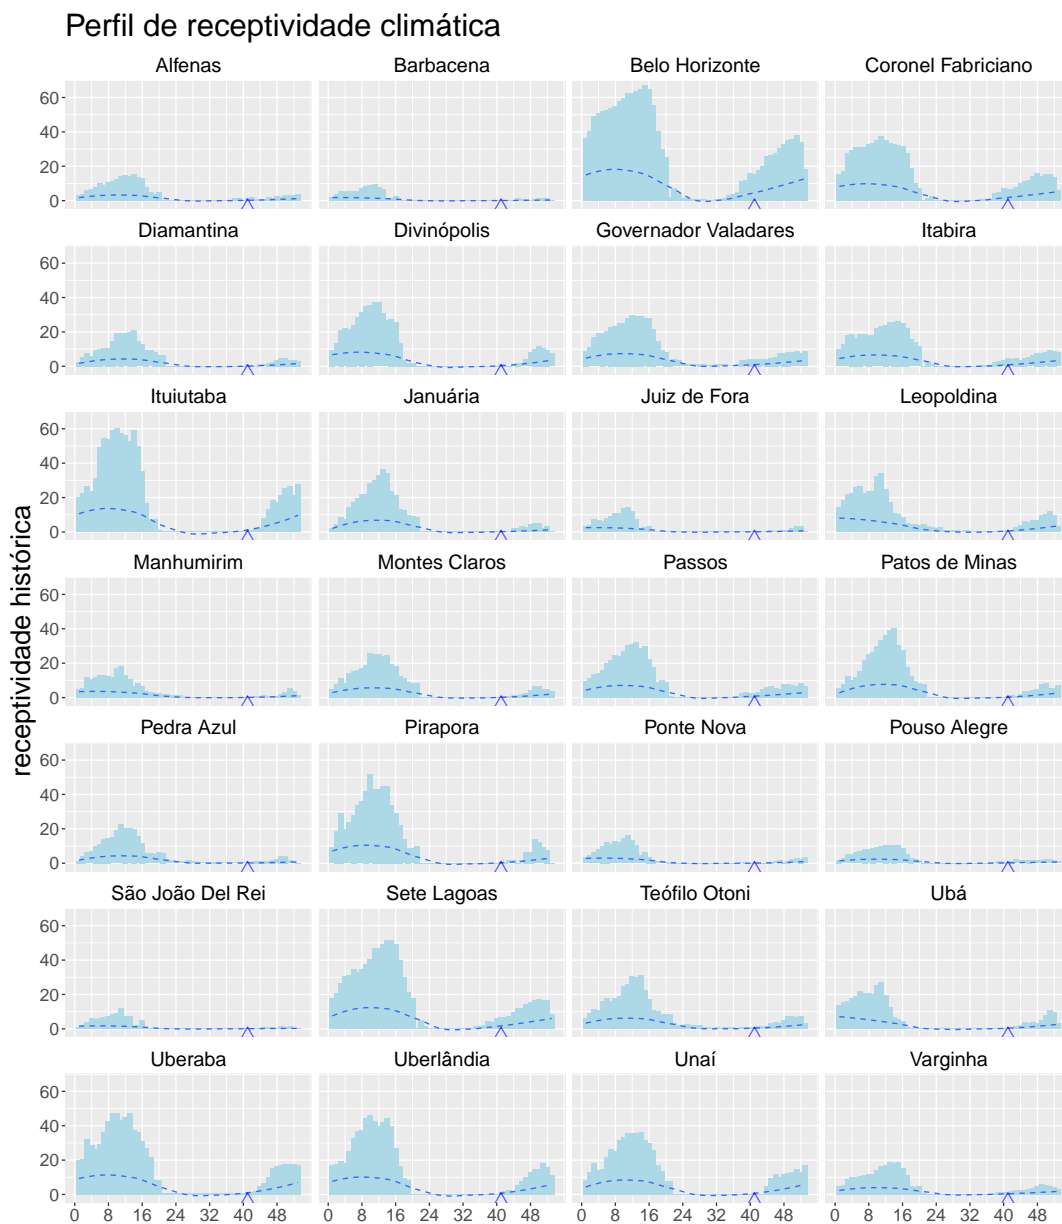 Perfil de receptividade climática
Alfenas Barbacena Belo Horizonte Coronel Fabriciano
60
40
20
0
Diamantina Divinópolis Governador Valadares Itabira
60
40
20
0
Ituiutaba Januária Juiz de Fora Leopoldina
60
40
20
0
Manhumirim Montes Claros Passos Patos de Minas
60
40
20
0
receptividade histórica
Pedra Azul Pirapora Ponte Nova Pouso Alegre
60
40
20
0
São João Del Rei Sete Lagoas Teófilo Otoni Ubá
60
40
20
0
Uberaba Uberlândia Unaí Varginha
60
40
20
0
0 8 16 24 32 40 48 0 8 16 24 32 40 48 0 8 16 24 32 40 48 0 8 16 24 32 40 48